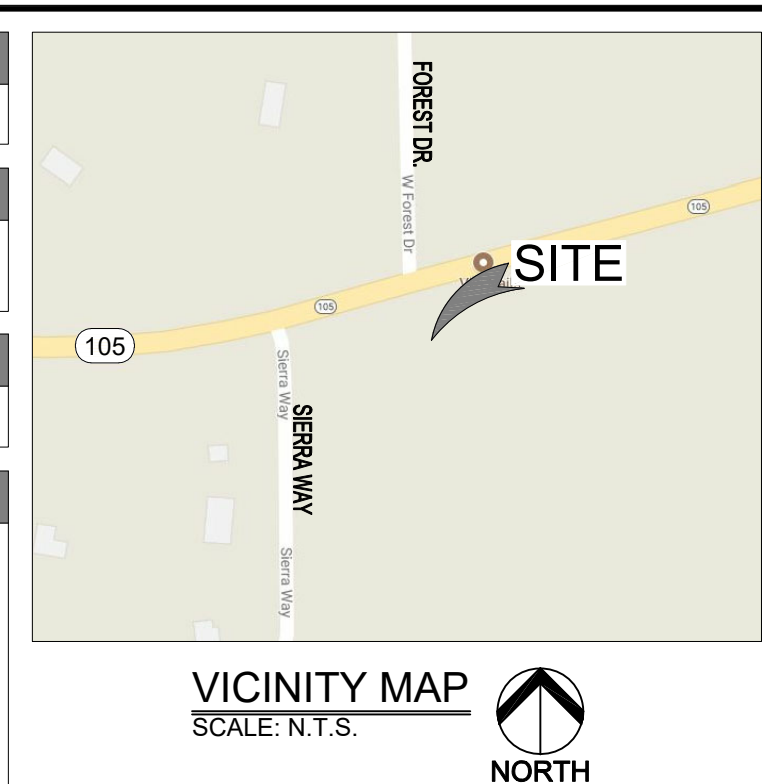 FOREST DR.
W Forest Dr
105
SITE
105
105
Sierra Way
SIERRA WAY
Sierra Way
VICINITY MAP
SCALE: N.T.S.
NORTH